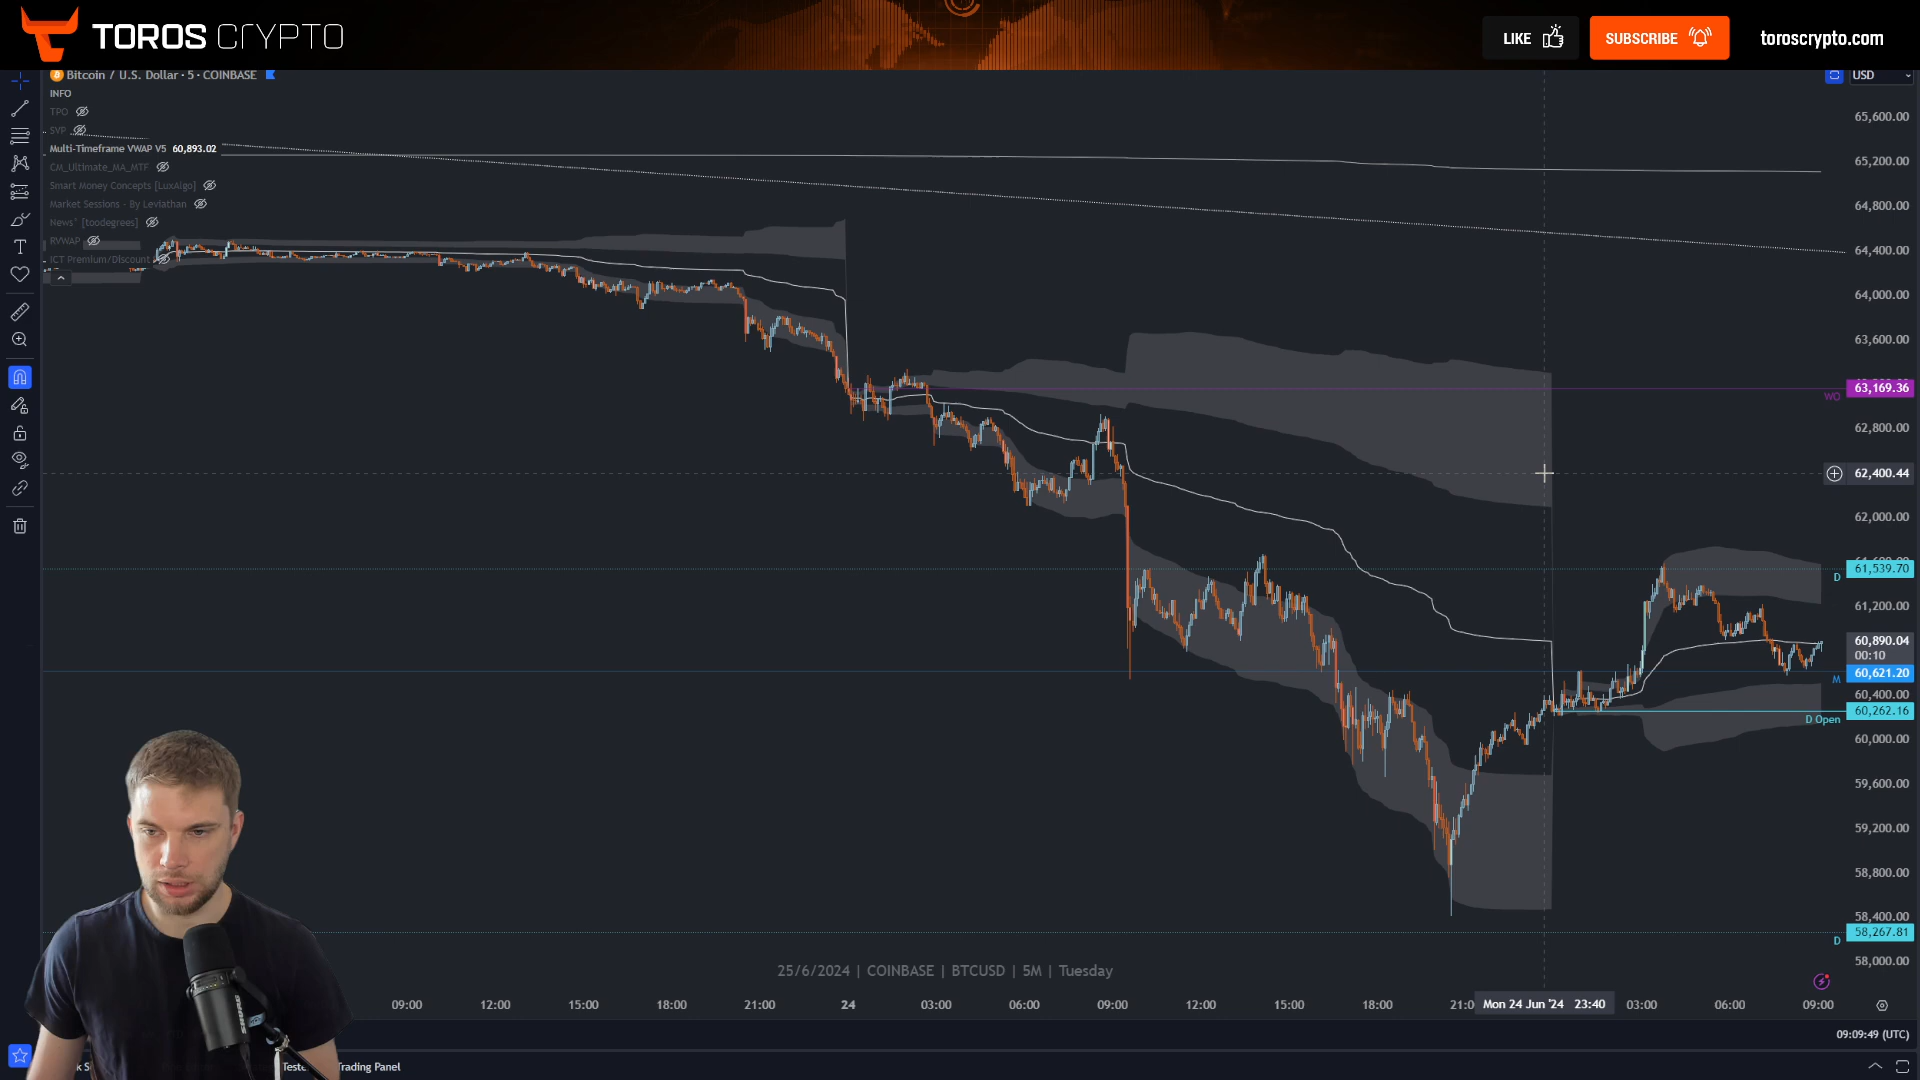 TOROS CRYPTO
LIKE
SUBSCRIBE
toroscrypto.com
Bitcoin / U.S. Dollar · 5 · COINBASE
USD
INFO
TPO
SVP
Multi-Timeframe VWAP V5 60,893.02
CM_Ultimate_MA_MTF
Smart Money Concepts [LuxAlgo]
Market Sessions - By Leviathan
News* [toodegrees]
RVWAP
ICT Premium/Discount
65,600.00
65,200.00
64,800.00
64,400.00
64,000.00
63,600.00
63,169.36
WO
62,800.00
62,400.44
62,000.00
61,539.70
D
61,200.00
60,890.04
00:10
60,621.20
M
60,400.00
60,262.16
D Open
60,000.00
59,600.00
59,200.00
58,800.00
58,400.00
58,267.81
D
58,000.00
25/6/2024 | COINBASE | BTCUSD | 5M | Tuesday
09:00 12:00 15:00 18:00 21:00 24 03:00 06:00 09:00 12:00 15:00 18:00 Mon 24 Jun '24 23:40 03:00 06:00 09:00
09:09:49 (UTC)
Trading Panel